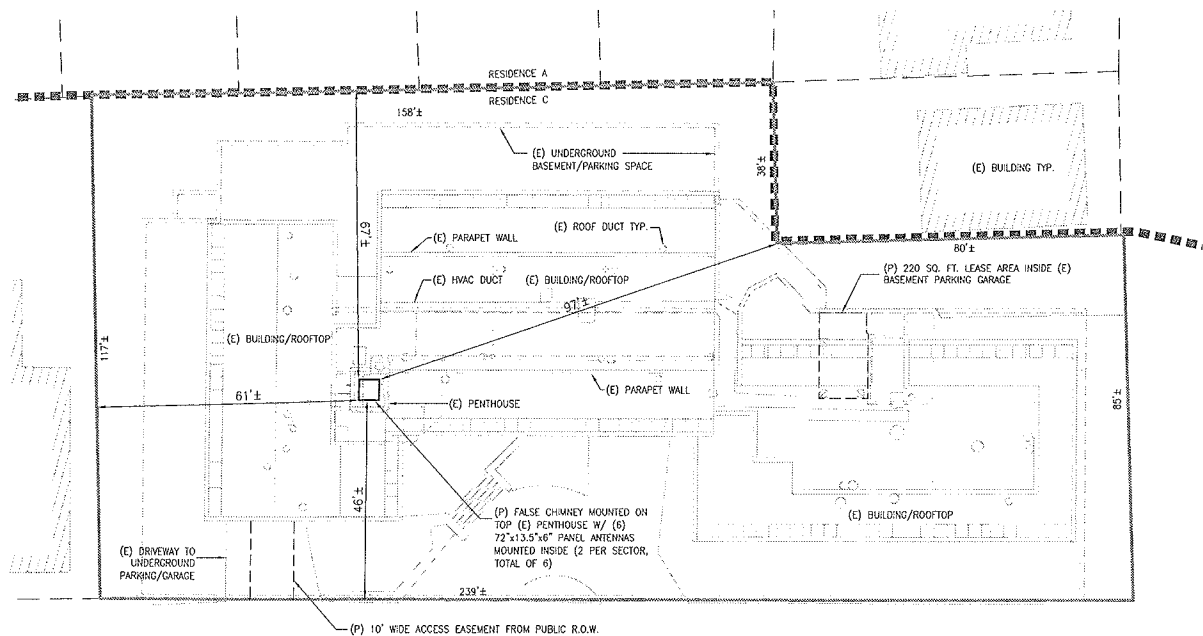 RESIDENCE A
RESIDENCE C
158'±
(E) UNDERGROUND
BASEMENT/PARKING SPACE
38'±
(E) BUILDING TYP.
67'±
(E) PARAPET WALL
(E) ROOF DUCT TYP.
80'±
(P) 220 SQ. FT. LEASE AREA INSIDE (E)
BASEMENT PARKING GARAGE
(E) HVAC DUCT
(E) BUILDING/ROOFTOP
97'±
(E) BUILDING/ROOFTOP
117'±
(E) PARAPET WALL
61'±
(E) PENTHOUSE
85'±
46'±
(P) FALSE CHIMNEY MOUNTED ON
TOP (E) PENTHOUSE W/ (6)
72"x13.5"x6" PANEL ANTENNAS
MOUNTED INSIDE (2 PER SECTOR,
TOTAL OF 6)
(E) BUILDING/ROOFTOP
(E) DRIVEWAY TO
UNDERGROUND
PARKING/GARAGE
239'±
(P) 10' WIDE ACCESS EASEMENT FROM PUBLIC R.O.W.